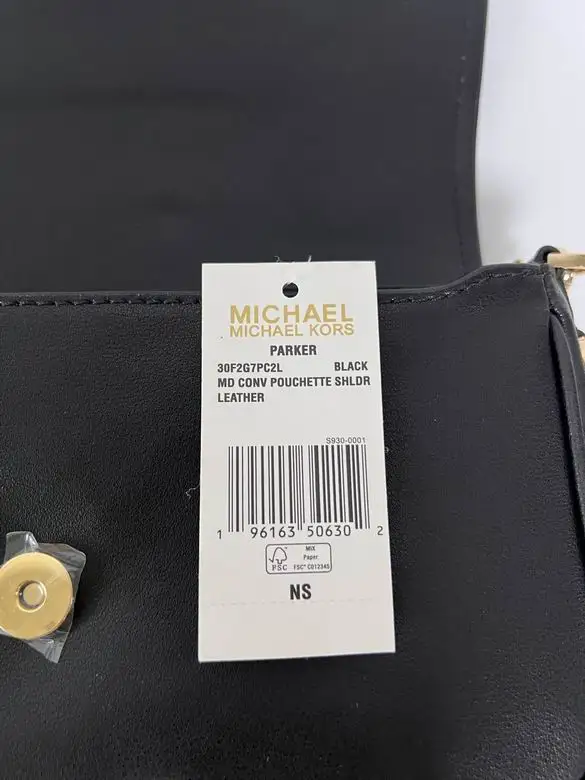 MICHAEL
MICHAEL KORS
PARKER
30F2G7PC2L BLACK
MD CONV POUCHETTE SHLDR
LEATHER
S930-0001
1 96163 50630 2
FSC
MIX
Paper
FSC® C012345
NS